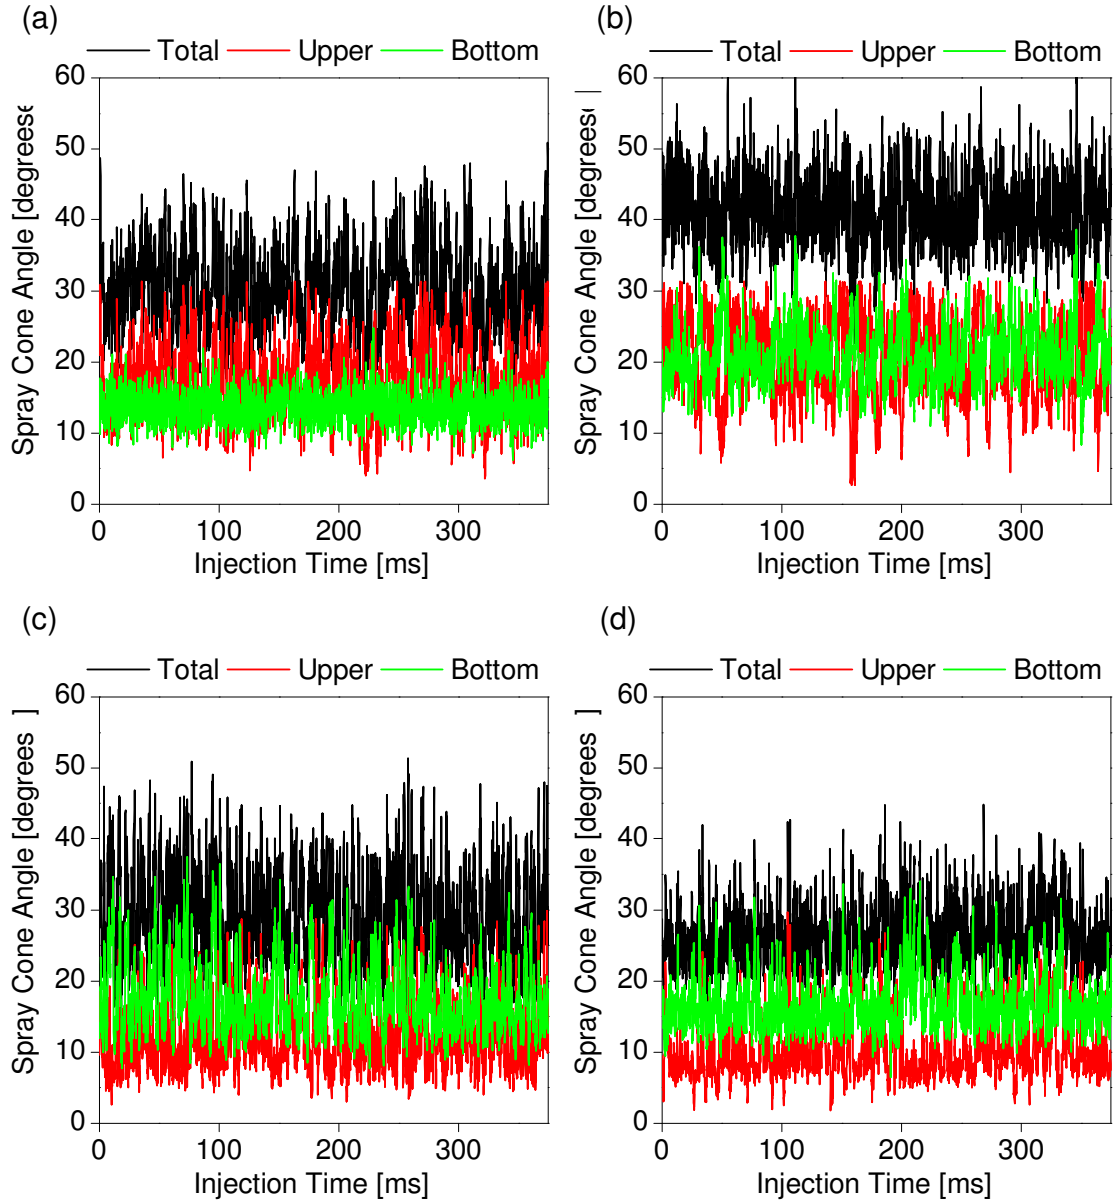 (a)
Total Upper Bottom
Spray Cone Angle [degreese
60
50
40
30
20
10
0
0 100 200 300
Injection Time [ms]
(b)
Total Upper Bottom
Spray Cone Angle [degrees
60
50
40
30
20
10
0
0 100 200 300
Injection Time [ms]
(c)
Total Upper Bottom
Spray Cone Angle [degrees ]
60
50
40
30
20
10
0
0 100 200 300
Injection Time [ms]
(d)
Total Upper Bottom
Spray Cone Angle [degrees ]
60
50
40
30
20
10
0
0 100 200 300
Injection Time [ms]